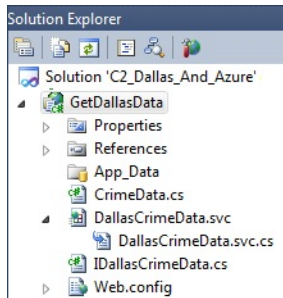 Solution Explorer
Solution 'C2_Dallas_And_Azure'
GetDallasData
Properties
References
App_Data
CrimeData.cs
DallasCrimeData.svc
DallasCrimeData.svc.cs
IDallasCrimeData.cs
Web.config